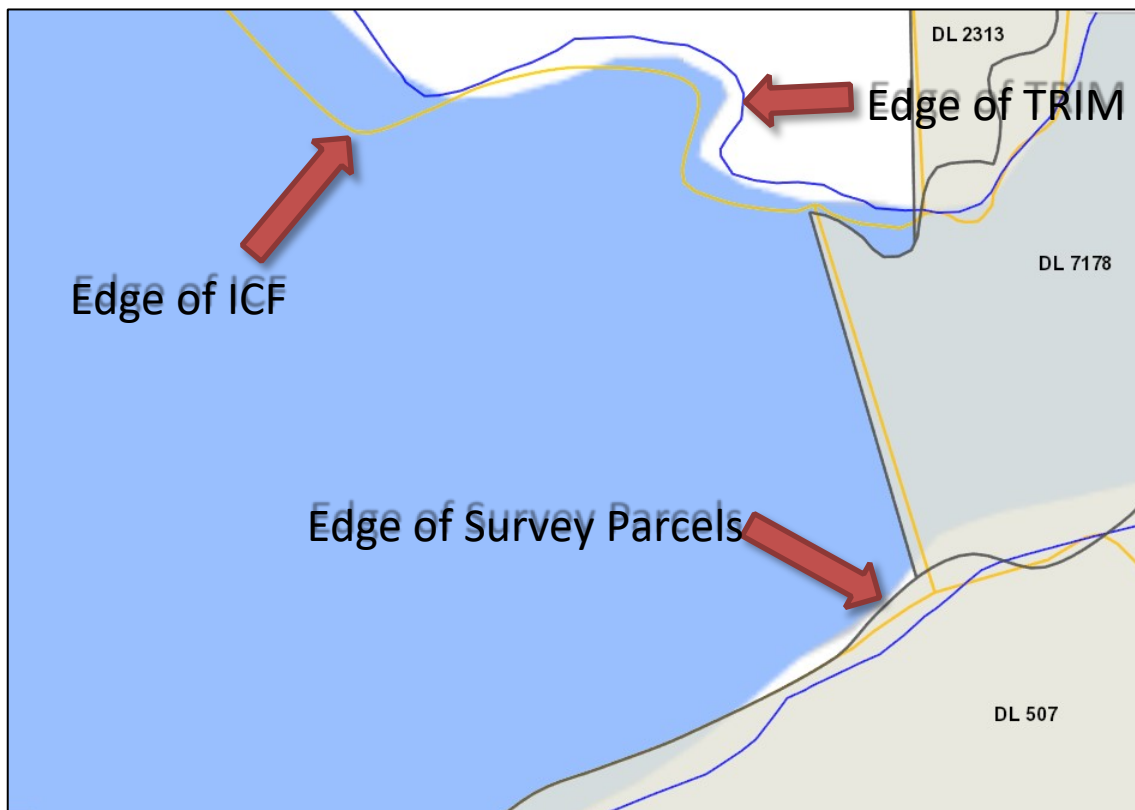 DL 2313
Edge of TRIM
DL 7178
Edge of ICF
Edge of Survey Parcels
DL 507